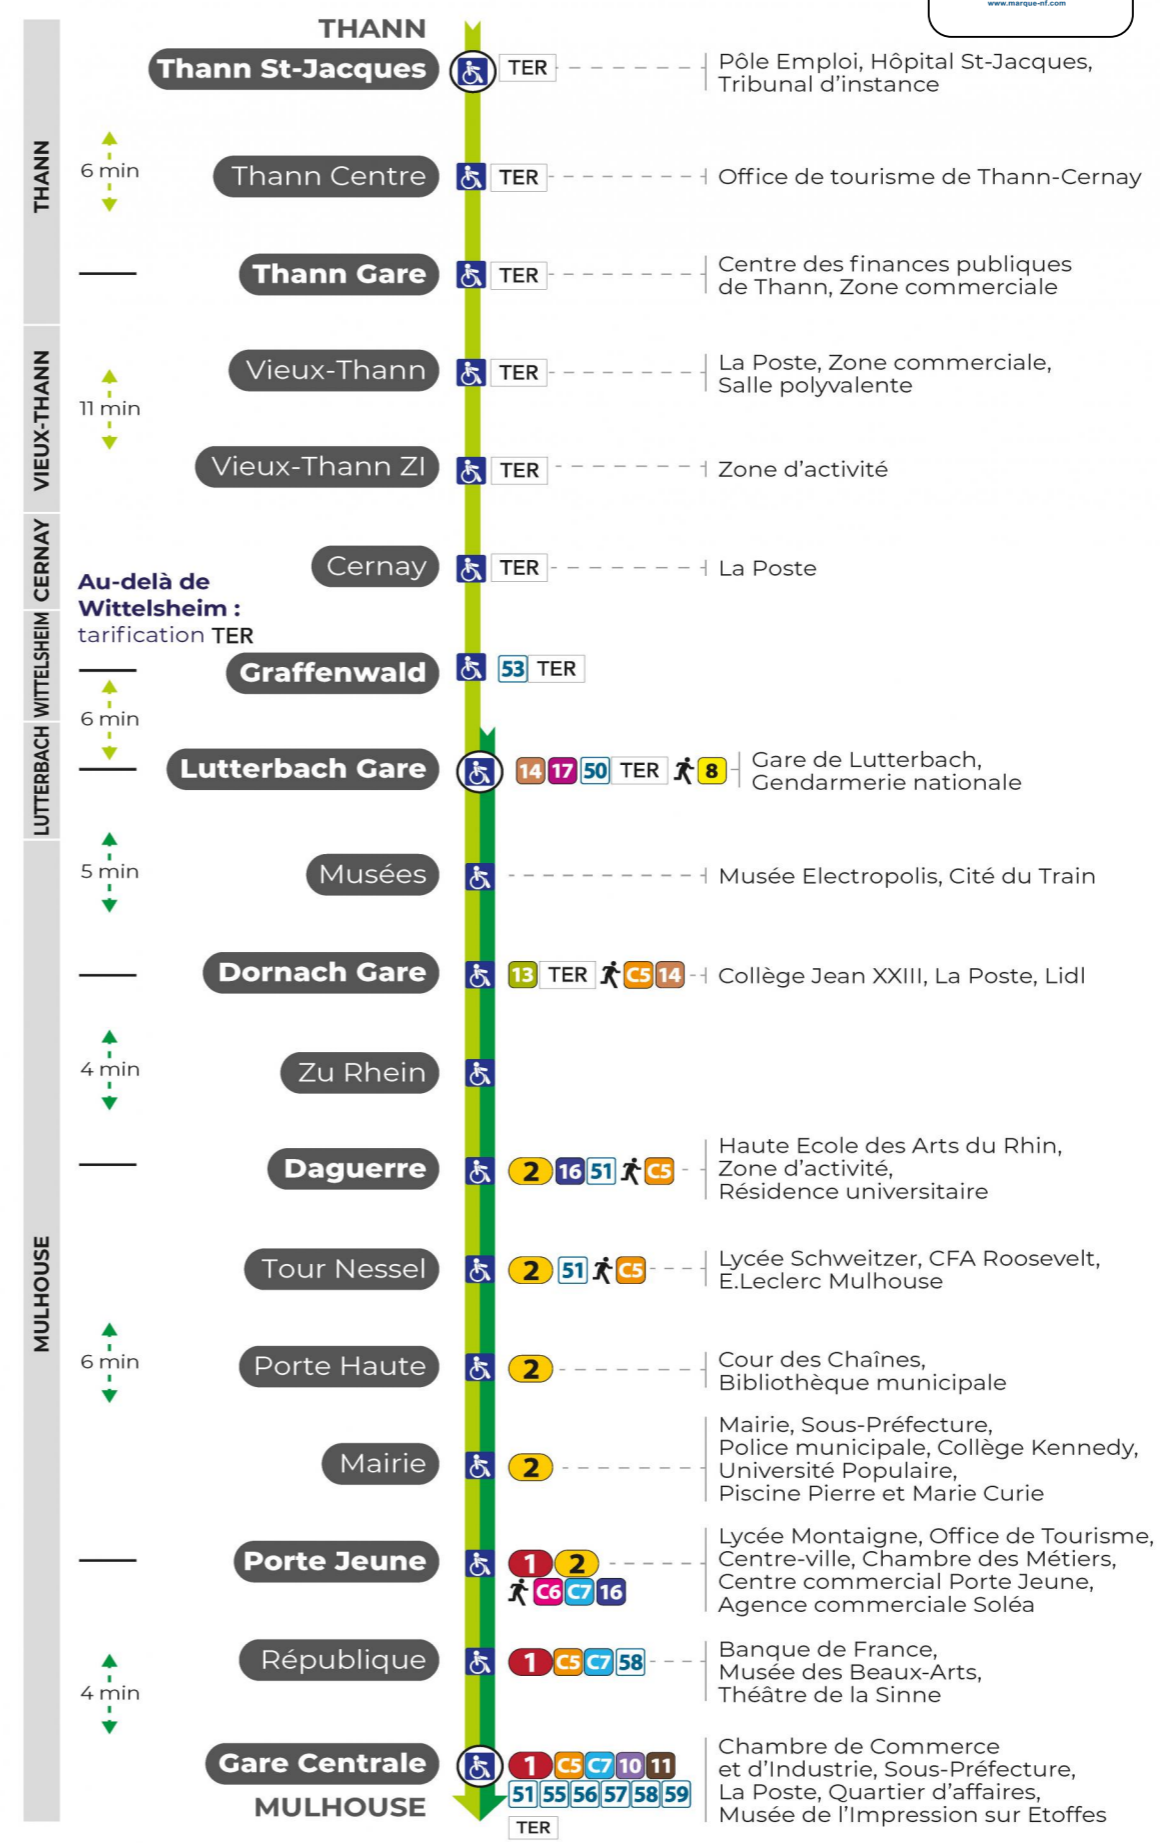 www.marque-nf.com
THANN
Thann St-Jacques
TER
Pôle Emploi, Hôpital St-Jacques,
Tribunal d'instance
THANN
6 min
Thann Centre
TER
Office de tourisme de Thann-Cernay
Thann Gare
TER
Centre des finances publiques
de Thann, Zone commerciale
VIEUX-THANN
11 min
Vieux-Thann
TER
La Poste, Zone commerciale,
Salle polyvalente
Vieux-Thann ZI
TER
Zone d'activité
CERNAY
Cernay
TER
La Poste
Au-delà de
Wittelsheim :
tarification TER
WITTELSHEIM
Graffenwald
53 TER
6 min
LUTTERBACH
Lutterbach Gare
14 17 50 TER 8
Gare de Lutterbach,
Gendarmerie nationale
MULHOUSE
5 min
Musées
Musée Electropolis, Cité du Train
Dornach Gare
13 TER C5 14
Collège Jean XXIII, La Poste, Lidl
4 min
Zu Rhein
Daguerre
2 16 51 C5
Haute Ecole des Arts du Rhin,
Zone d'activité,
Résidence universitaire
Tour Nessel
2 51 C5
Lycée Schweitzer, CFA Roosevelt,
E.Leclerc Mulhouse
6 min
Porte Haute
2
Cour des Chaînes,
Bibliothèque municipale
Mairie
2
Mairie, Sous-Préfecture,
Police municipale, Collège Kennedy,
Université Populaire,
Piscine Pierre et Marie Curie
Porte Jeune
1 2
C6 C7 16
Lycée Montaigne, Office de Tourisme,
Centre-ville, Chambre des Métiers,
Centre commercial Porte Jeune,
Agence commerciale Soléa
4 min
République
1 C5 C7 58
Banque de France,
Musée des Beaux-Arts,
Théâtre de la Sinne
Gare Centrale
1 C5 C7 10 11
51 55 56 57 58 59
TER
Chambre de Commerce
et d'Industrie, Sous-Préfecture,
La Poste, Quartier d'affaires,
Musée de l'Impression sur Etoffes
MULHOUSE